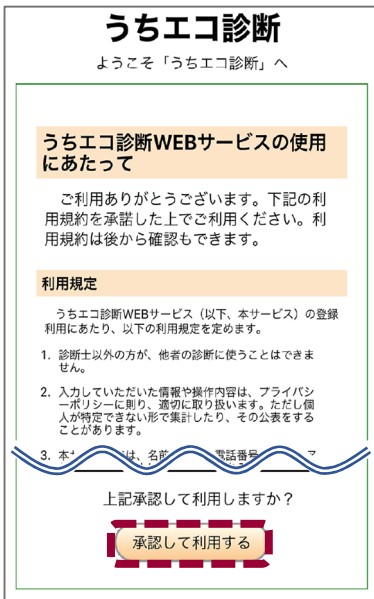 うちエコ診断
ようこそ「うちエコ診断」へ
うちエコ診断WEBサービスの使用
にあたって
ご利用ありがとうございます。下記の利
用規約を承諾した上でご利用ください。利
用規約は後から確認もできます。
利用規定
うちエコ診断WEBサービス（以下、本サービス）の登録
利用にあたり、以下の利用規定を定めます。
1. 診断士以外の方が、他者の診断に使うことはできま
せん。
2. 入力していただいた情報や操作内容は、プライバシ
ーポリシーに則り、適切に取り扱います。ただし個
人が特定できない形で集計したり、その公表をする
ことがあります。
3. 本 は、名前 電話番号 ア
上記承認して利用しますか？
承認して利用する